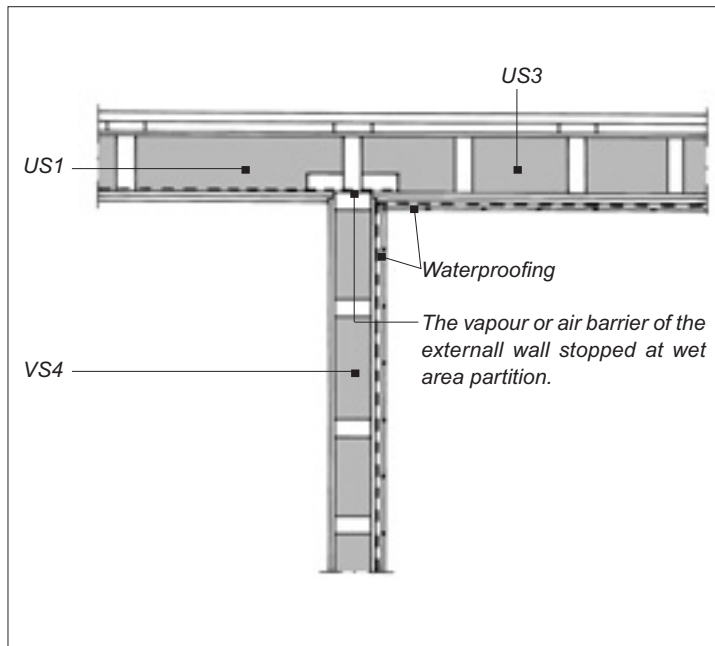 US3
US1
Waterproofing
The vapour or air barrier of the
externall wall stopped at wet
area partition.
VS4